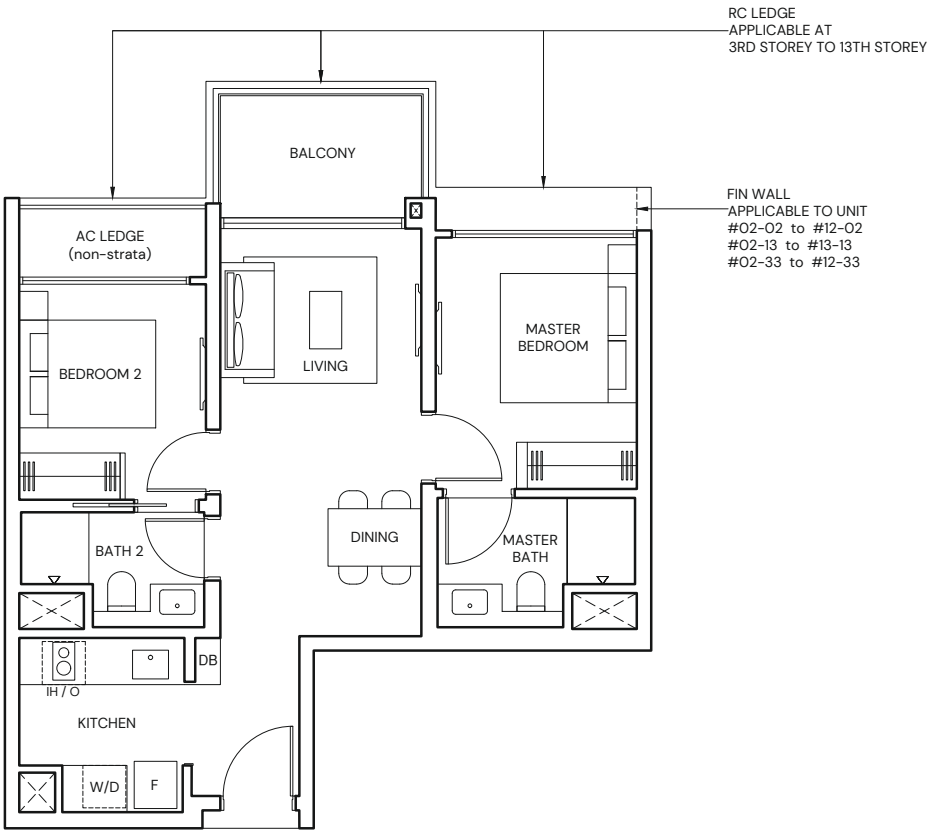 RC LEDGE
APPLICABLE AT
3RD STOREY TO 13TH STOREY
BALCONY
FIN WALL
APPLICABLE TO UNIT
#02-02 to #12-02
#02-13 to #13-13
#02-33 to #12-33
AC LEDGE
(non-strata)
MASTER
BEDROOM
LIVING
BEDROOM 2
DINING
BATH 2
MASTER
BATH
DB
IH / O
KITCHEN
W/D
F